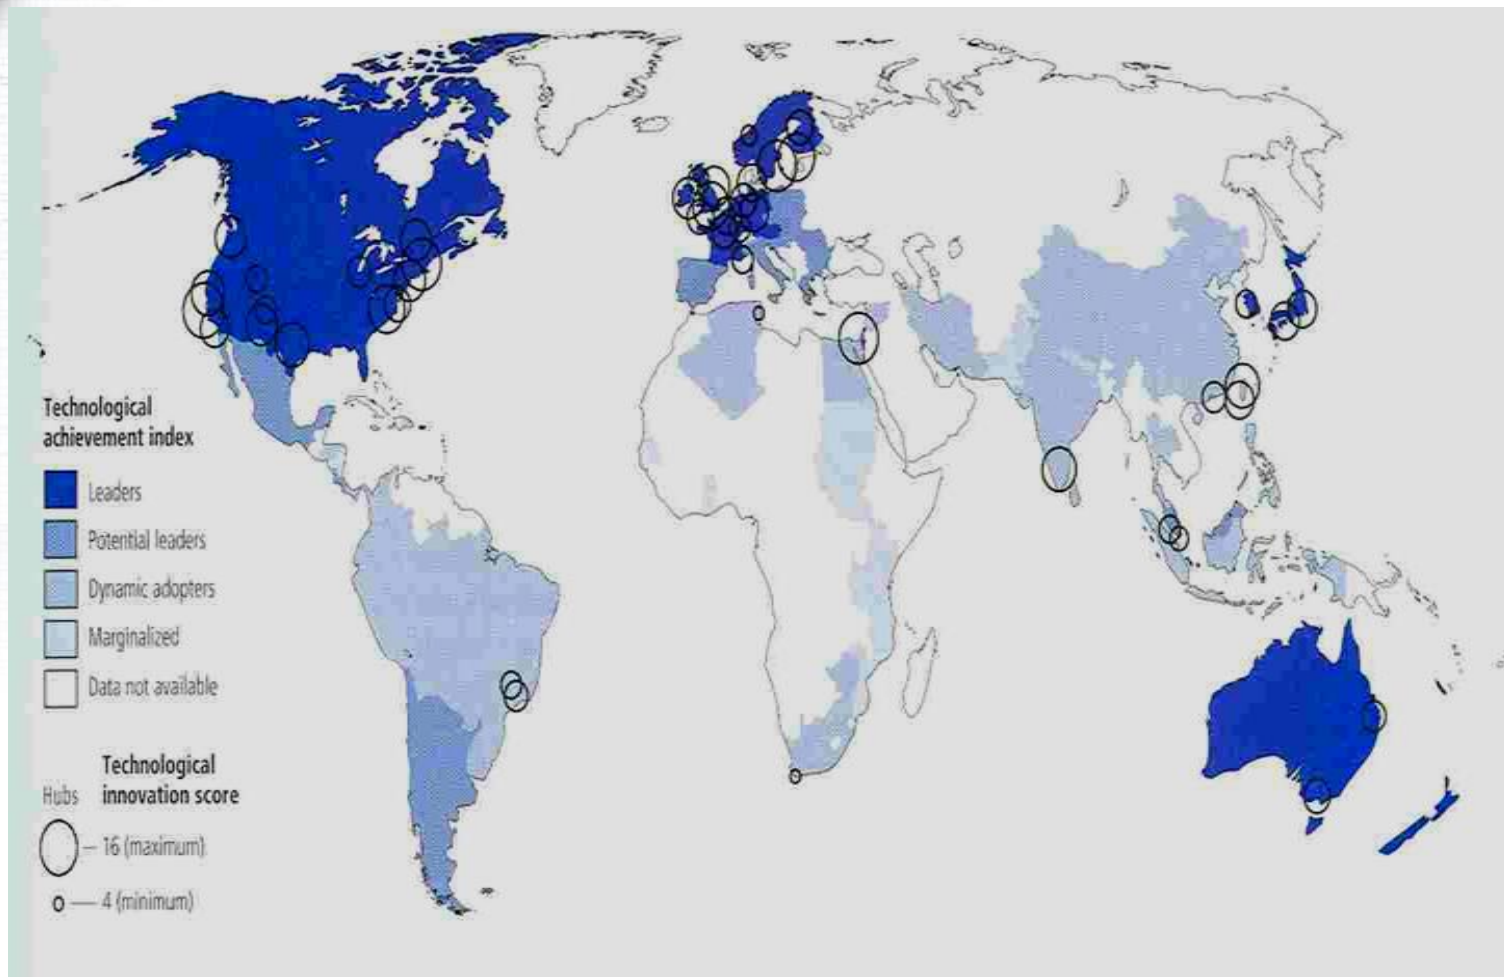 Technological
achievement index
Leaders
Potential leaders
Dynamic adopters
Marginalized
Data not available
Technological
Hubs innovation score
16 (maximum)
4 (minimum)